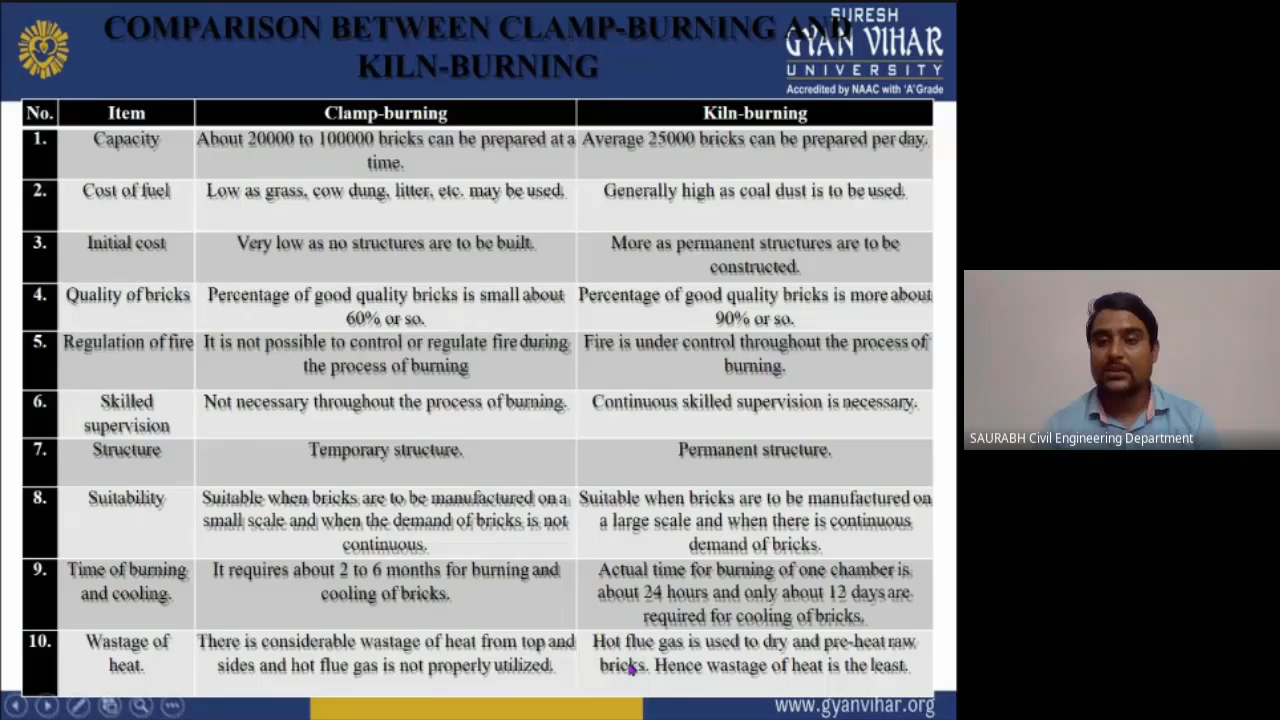 COMPARISON BETWEEN CLAMP-BURNING AND
KILN-BURNING
SURESH
GYAN VIHAR
UNIVERSITY
Accredited by NAAC with 'A' Grade
No. Item Clamp-burning Kiln-burning
1. Capacity About 20000 to 100000 bricks can be prepared at a Average 25000 bricks can be prepared per day.
time.
2. Cost of fuel Low as grass, cow dung, litter, etc. may be used. Generally high as coal dust is to be used.
3. Initial cost Very low as no structures are to be built. More as permanent structures are to be
constructed.
4. Quality of bricks Percentage of good quality bricks is small about Percentage of good quality bricks is more about
60% or so. 90% or so.
5. Regulation of fire It is not possible to control or regulate fire during Fire is under control throughout the process of
the process of burning burning.
6. Skilled Not necessary throughout the process of burning. Continuous skilled supervision is necessary.
supervision
7. Structure Temporary structure. Permanent structure.
8. Suitability Suitable when bricks are to be manufactured on a Suitable when bricks are to be manufactured on
small scale and when the demand of bricks is not a large scale and when there is continuous
continuous. demand of bricks.
9. Time of burning It requires about 2 to 6 months for burning and Actual time for burning of one chamber is
and cooling. cooling of bricks. about 24 hours and only about 12 days are
required for cooling of bricks.
10. Wastage of There is considerable wastage of heat from top and Hot flue gas is used to dry and pre-heat raw
heat. sides and hot flue gas is not properly utilized. bricks. Hence wastage of heat is the least.
www.gyanvihar.org
SAURABH Civil Engineering Department